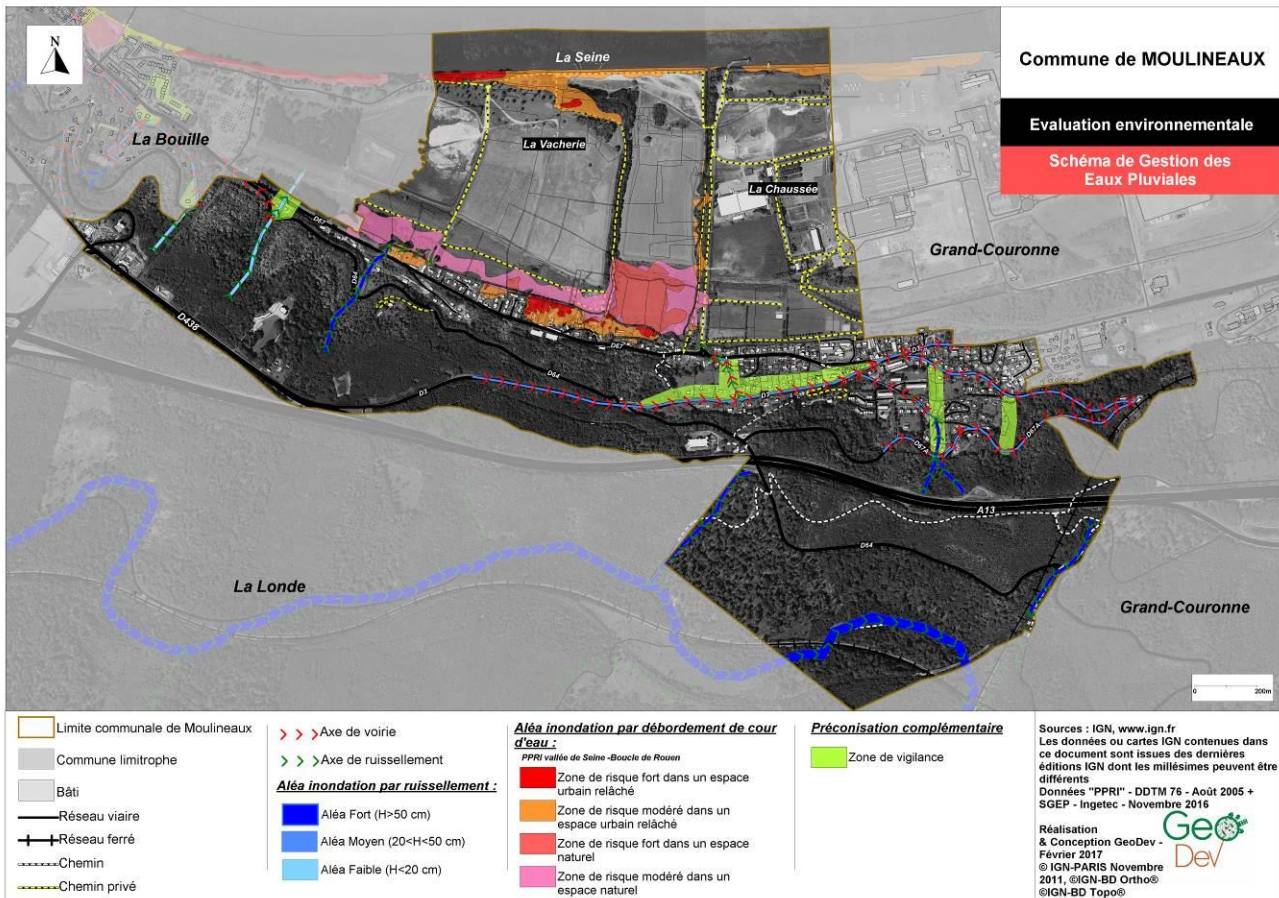 N
La Seine
Commune de MOULINEAUX
Evaluation environnementale
Schéma de Gestion des
Eaux Pluviales
La Bouille
La Vacherie
La Chaussée
Grand-Couronne
D67
D64
D67
D438
D3
D64
D3
D3
D67A
D67A
A13
D64
La Londe
Grand-Couronne
0 200m
Limite communale de Moulineaux
Commune limitrophe
Bâti
Réseau viaire
Réseau ferré
Chemin
Chemin privé
Axe de voirie
Axe de ruissellement
Aléa inondation par ruissellement :
Aléa Fort (H>50 cm)
Aléa Moyen (20<H<50 cm)
Aléa Faible (H<20 cm)
Aléa inondation par débordement de cour
d'eau :
PPRI vallée de Seine -Boucle de Rouen
Zone de risque fort dans un espace
urbain relâché
Zone de risque modéré dans un
espace urbain relâché
Zone de risque fort dans un espace
naturel
Zone de risque modéré dans un
espace naturel
Préconisation complémentaire
Zone de vigilance
Sources : IGN, www.ign.fr
Les données ou cartes IGN contenues dans
ce document sont issues des dernières
éditions IGN dont les millésimes peuvent être
différents
Données "PPRI" - DDTM 76 - Août 2005 +
SGEP - Ingetec - Novembre 2016
Réalisation
& Conception GeoDev -
Février 2017
© IGN-PARIS Novembre
2011, ©IGN-BD Ortho®
©IGN-BD Topo®
Geo
Dev